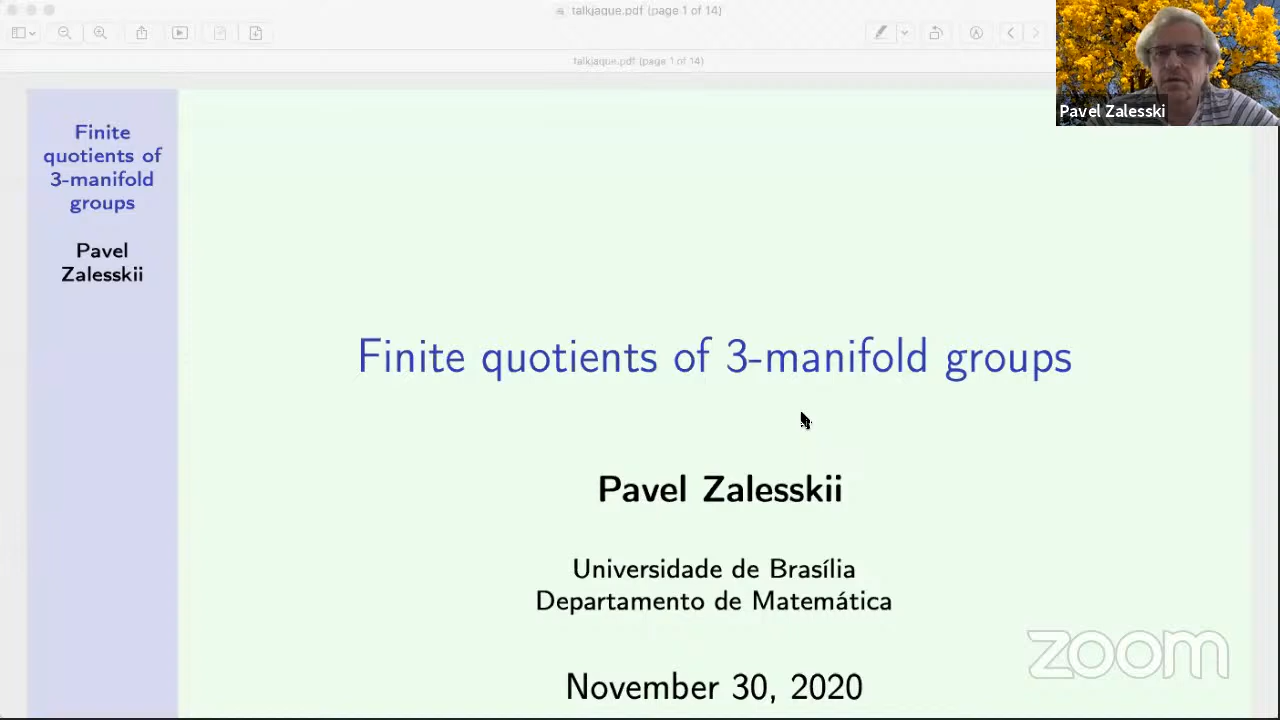 talkjaque.pdf (page 1 of 14)
talkjaque.pdf (page 1 of 14)
Pavel Zalesski
Finite
quotients of
3-manifold
groups
Pavel
Zalesskii
Finite quotients of 3-manifold groups
Pavel Zalesskii
Universidade de Brasília
Departamento de Matemática
November 30, 2020
zoom